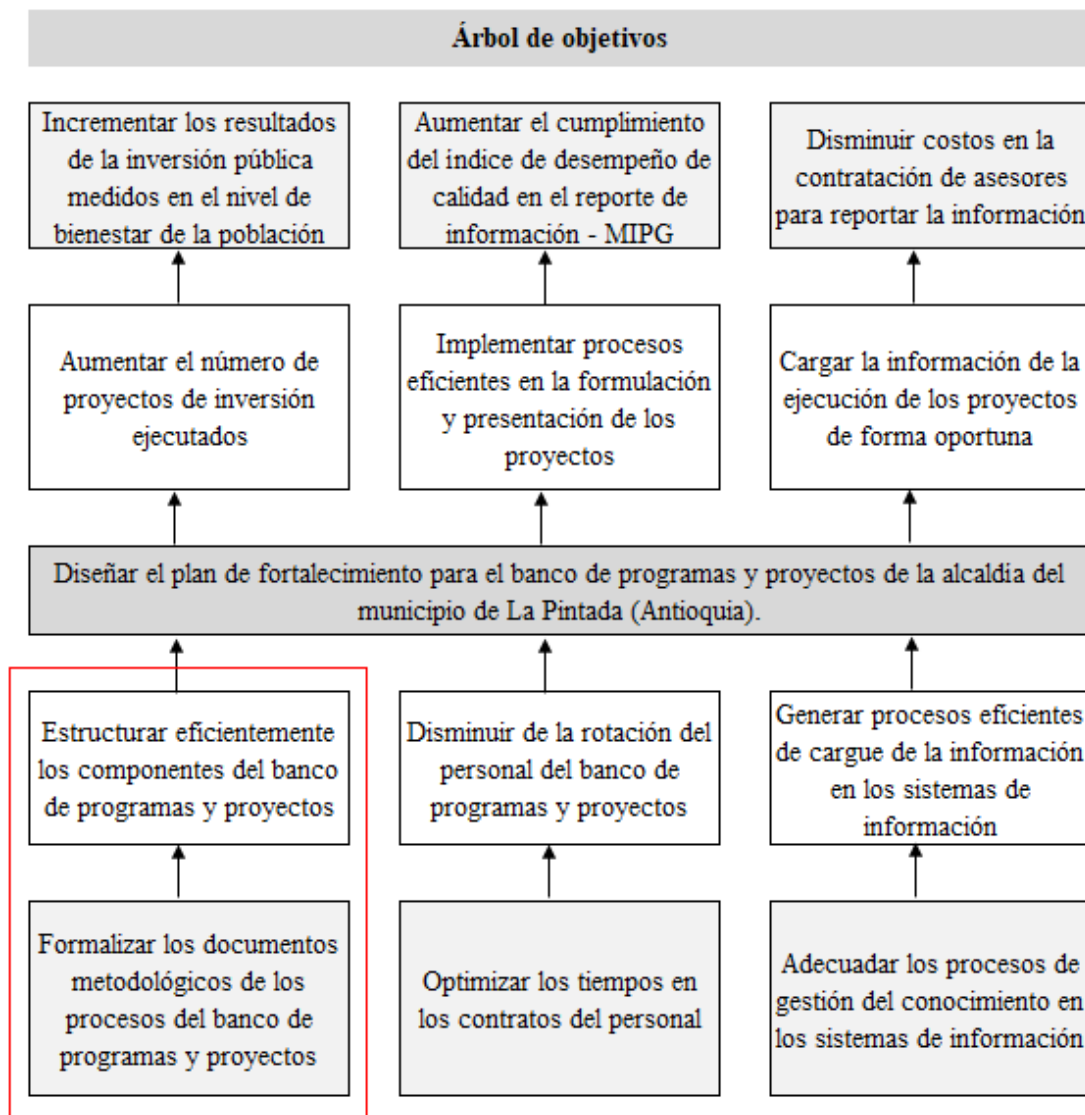 Árbol de objetivos
Incrementar los resultados
de la inversión pública
medidos en el nivel de
bienestar de la población
Aumentar el cumplimiento
del índice de desempeño de
calidad en el reporte de
información - MIPG
Disminuir costos en la
contratación de asesores
para reportar la información
Aumentar el número de
proyectos de inversión
ejecutados
Implementar procesos
eficientes en la formulación
y presentación de los
proyectos
Cargar la información de la
ejecución de los proyectos
de forma oportuna
Diseñar el plan de fortalecimiento para el banco de programas y proyectos de la alcaldía del
municipio de La Pintada (Antioquia).
Estructurar eficientemente
los componentes del banco
de programas y proyectos
Disminuir de la rotación del
personal del banco de
programas y proyectos
Generar procesos eficientes
de cargue de la información
en los sistemas de
información
Formalizar los documentos
metodológicos de los
procesos del banco de
programas y proyectos
Optimizar los tiempos en
los contratos del personal
Adecuadar los procesos de
gestión del conocimiento en
los sistemas de información